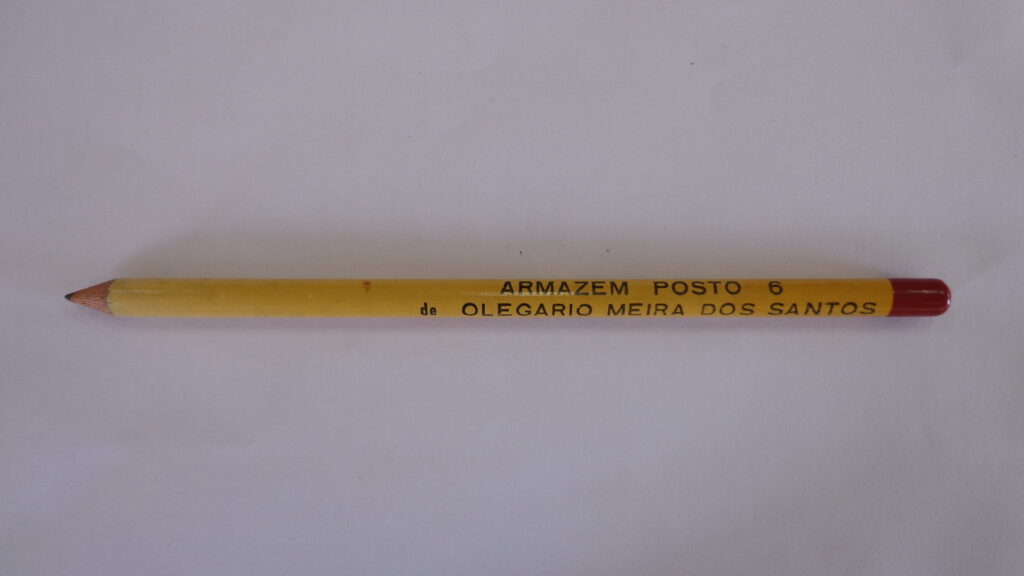 ARMAZEM POSTO 6
de OLEGARIO MEIRA DOS SANTOS